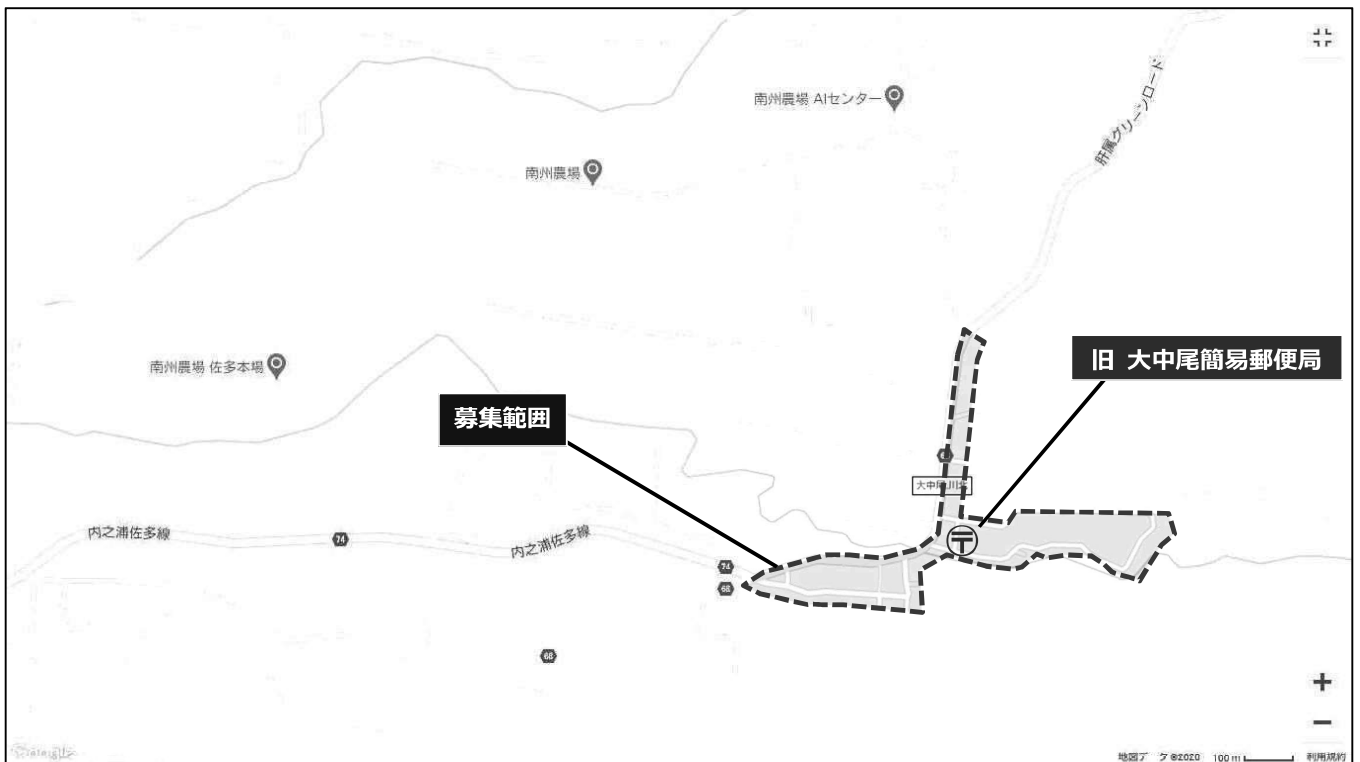 南州農場 AIセンター
肝属グリーンロード
南州農場
南州農場 佐多本場
旧 大中尾簡易郵便局
募集範囲
内之浦佐多線
74
内之浦佐多線
74
68
68
地図データ ©2020
100 m
利用規約